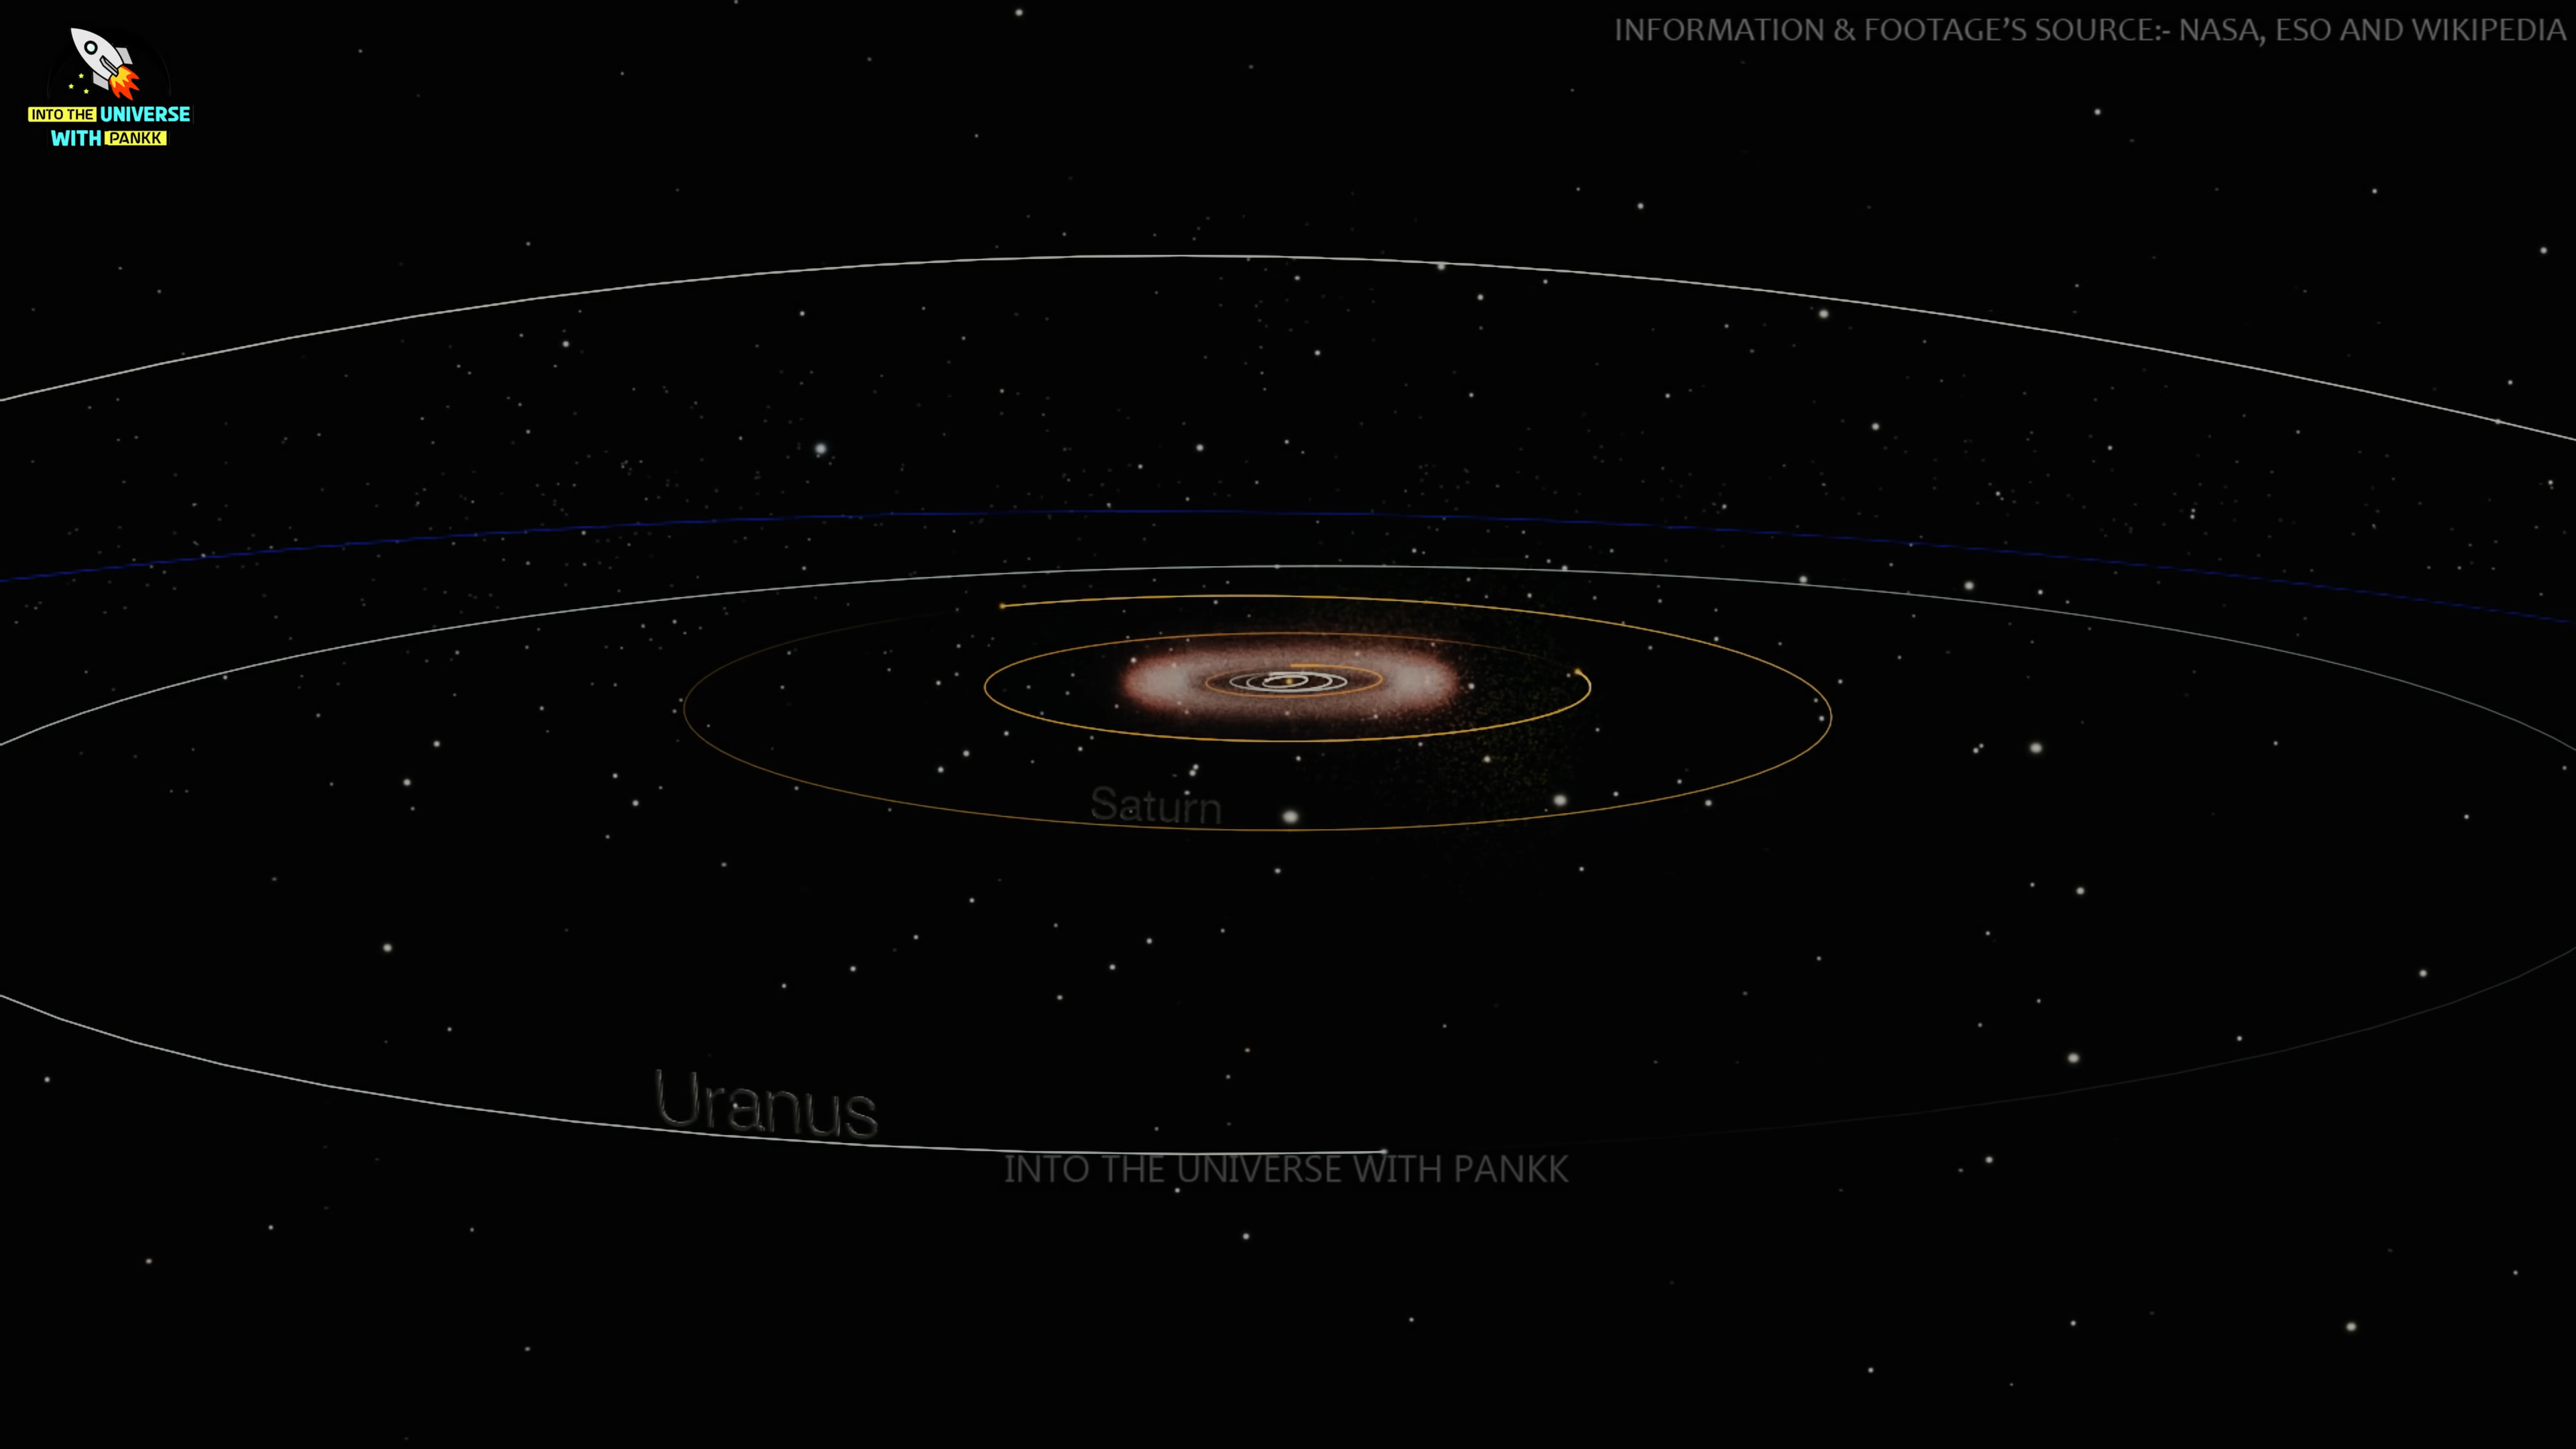 INFORMATION & FOOTAGE'S SOURCE:- NASA, ESO AND WIKIPEDIA
INTO THE UNIVERSE
WITH PANKK
Saturn
Uranus
INTO THE UNIVERSE WITH PANKK